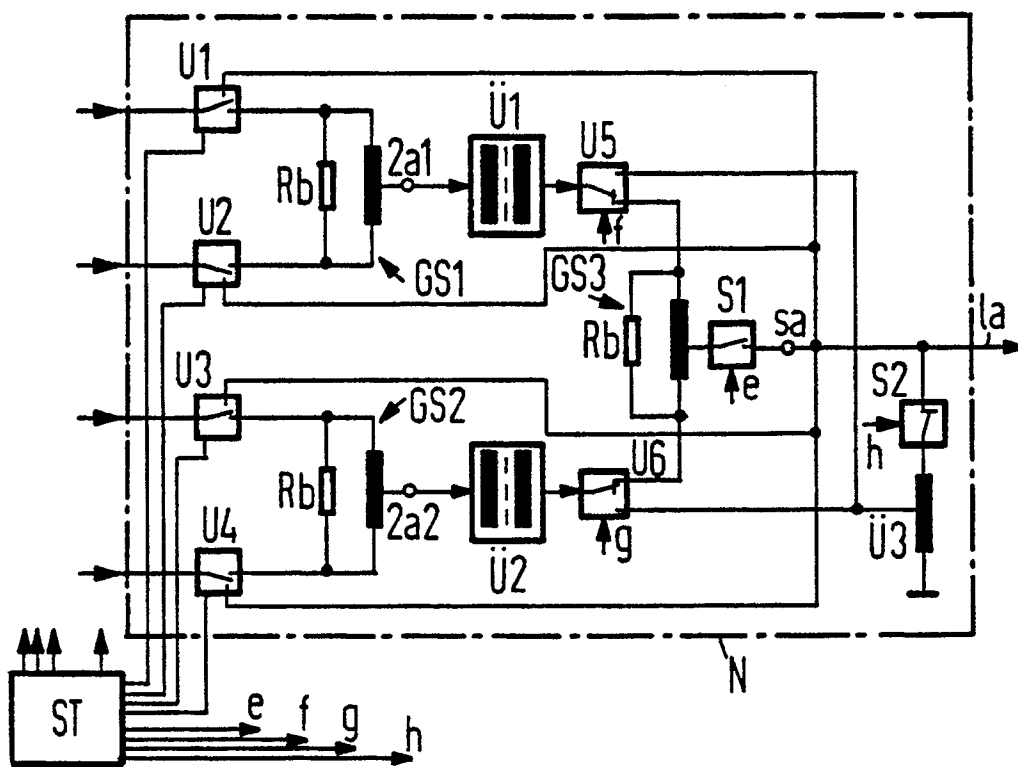 U1
Ü1
U5
2a1
Rb
f
U2
GS1
GS3
S1
sa
la
Rb
e
S2
U3
GS2
h
U6
Rb
2a2
U4
g
Ü3
Ü2
N
ST
e
f
g
h